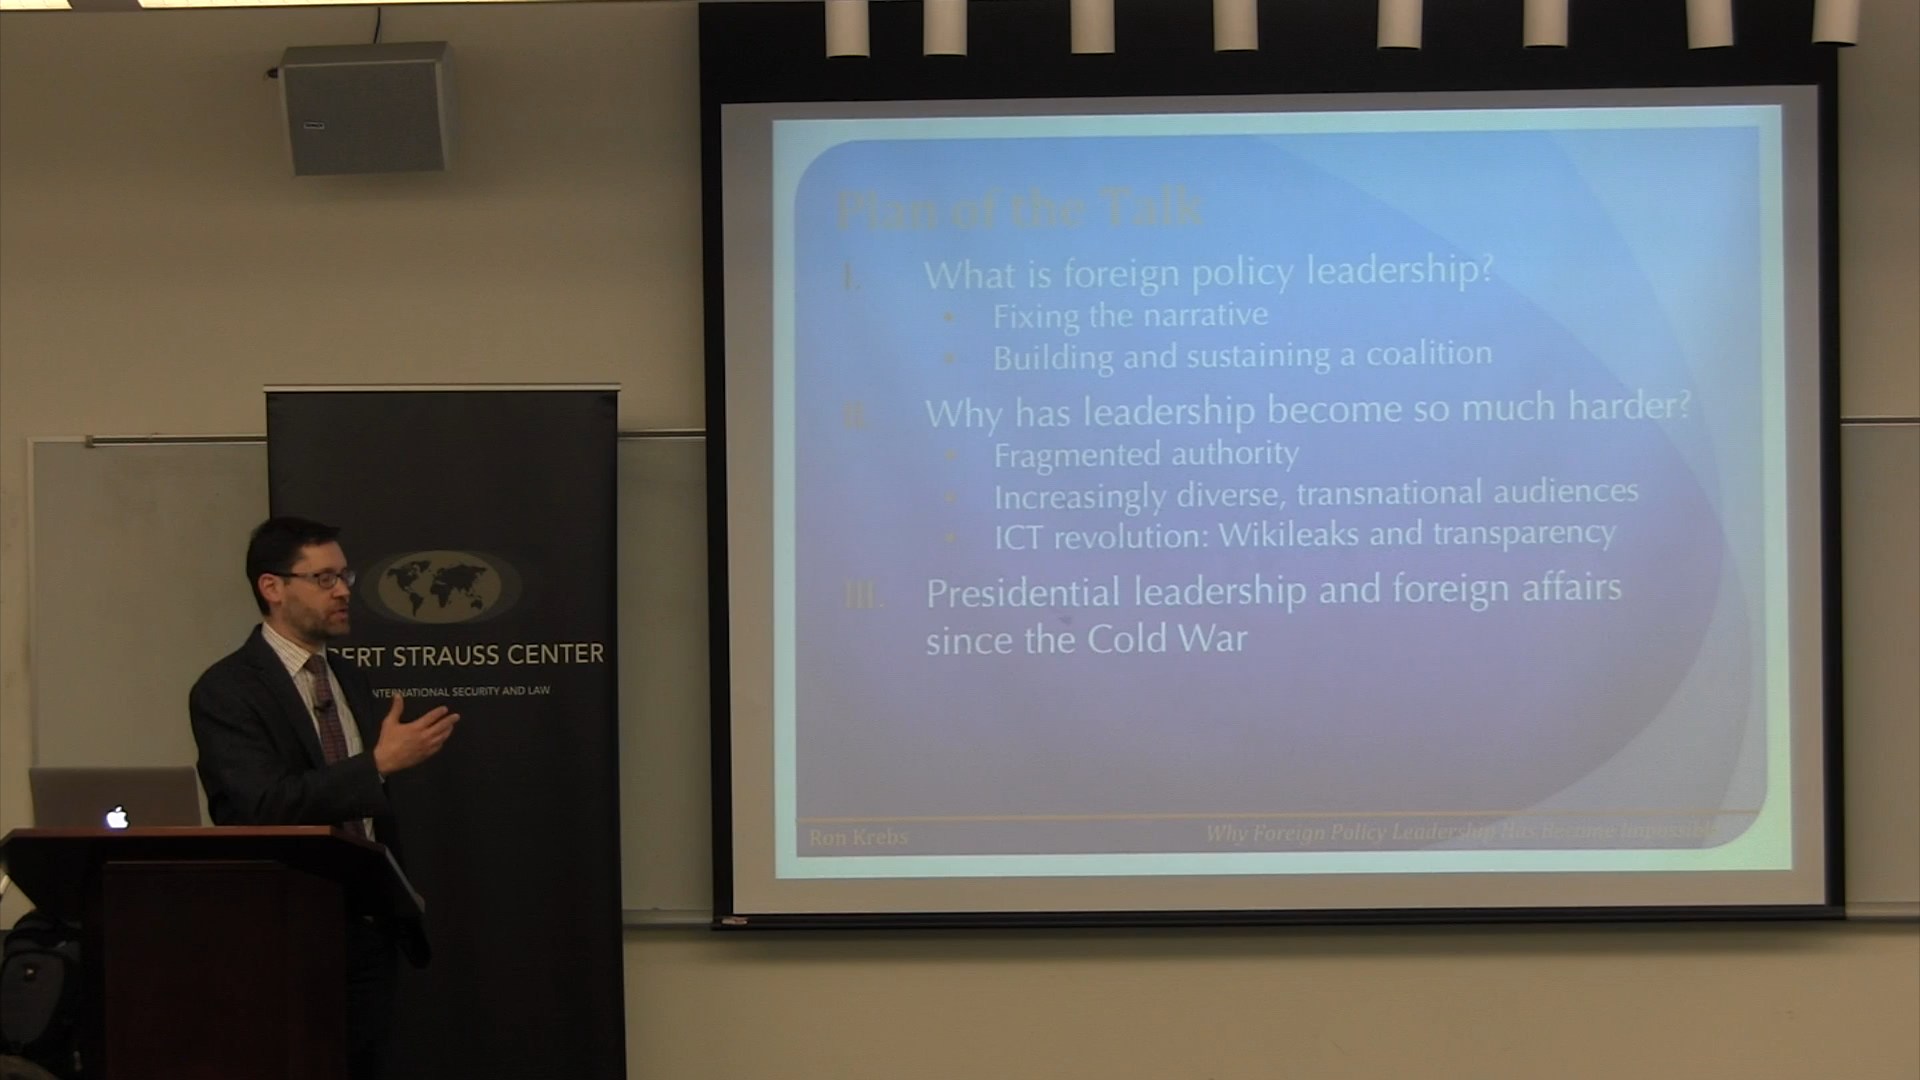 Plan of the Talk
I. What is foreign policy leadership?
• Fixing the narrative
• Building and sustaining a coalition
II. Why has leadership become so much harder?
• Fragmented authority
• Increasingly diverse, transnational audiences
• ICT revolution: Wikileaks and transparency
III. Presidential leadership and foreign affairs
since the Cold War
Ron Krebs
Why Foreign Policy Leadership Has Become Impossible
STRAUSS CENTER
INTERNATIONAL SECURITY AND LAW